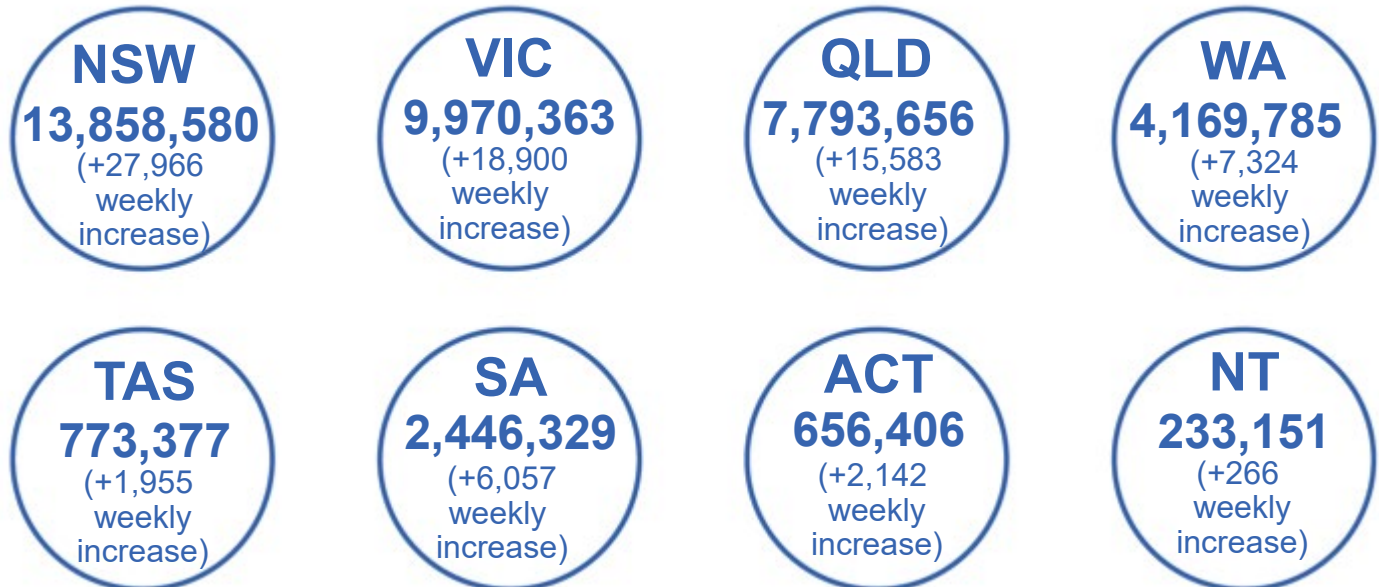 NSW
13,858,580
(+27,966
weekly
increase)
VIC
9,970,363
(+18,900
weekly
increase)
QLD
7,793,656
(+15,583
weekly
increase)
WA
4,169,785
(+7,324
weekly
increase)
TAS
773,377
(+1,955
weekly
increase)
SA
2,446,329
(+6,057
weekly
increase)
ACT
656,406
(+2,142
weekly
increase)
NT
233,151
(+266
weekly
increase)